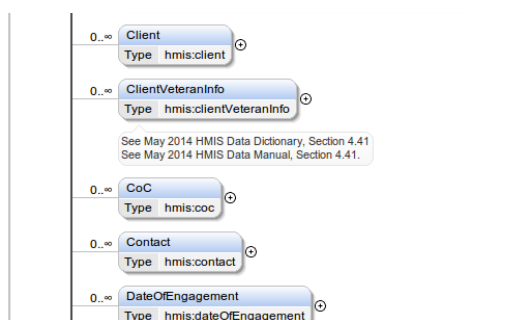 0..∞ Client
Type hmis:client
0..∞ ClientVeteranInfo
Type hmis:clientVeteranInfo
See May 2014 HMIS Data Dictionary, Section 4.41
See May 2014 HMIS Data Manual, Section 4.41.
0..∞ CoC
Type hmis:coc
0..∞ Contact
Type hmis:contact
0..∞ DateOfEngagement
Type hmis:dateOfEngagement